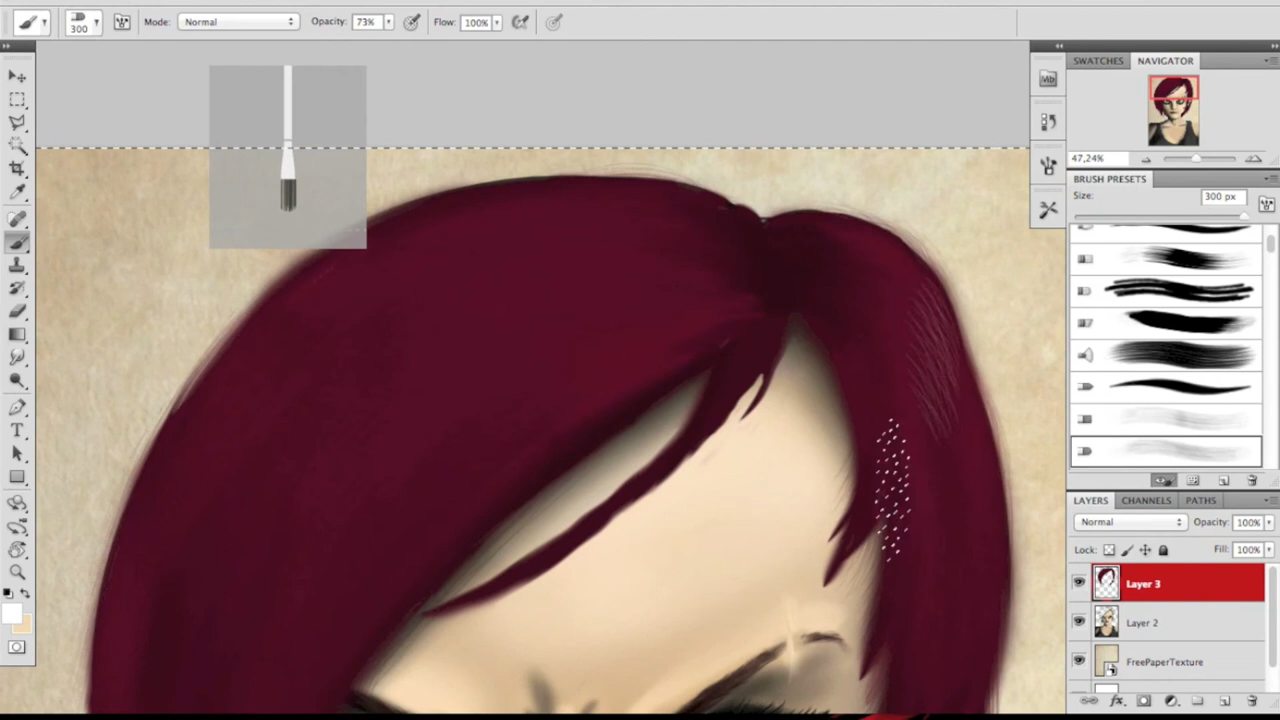 300
Mode: Normal
Opacity: 73%
Flow: 100%
SWATCHES NAVIGATOR
47,24%
BRUSH PRESETS
Size: 300 px
LAYERS CHANNELS PATHS
Normal Opacity: 100%
Lock: Fill: 100%
Layer 3
Layer 2
FreePaperTexture
Mb
T